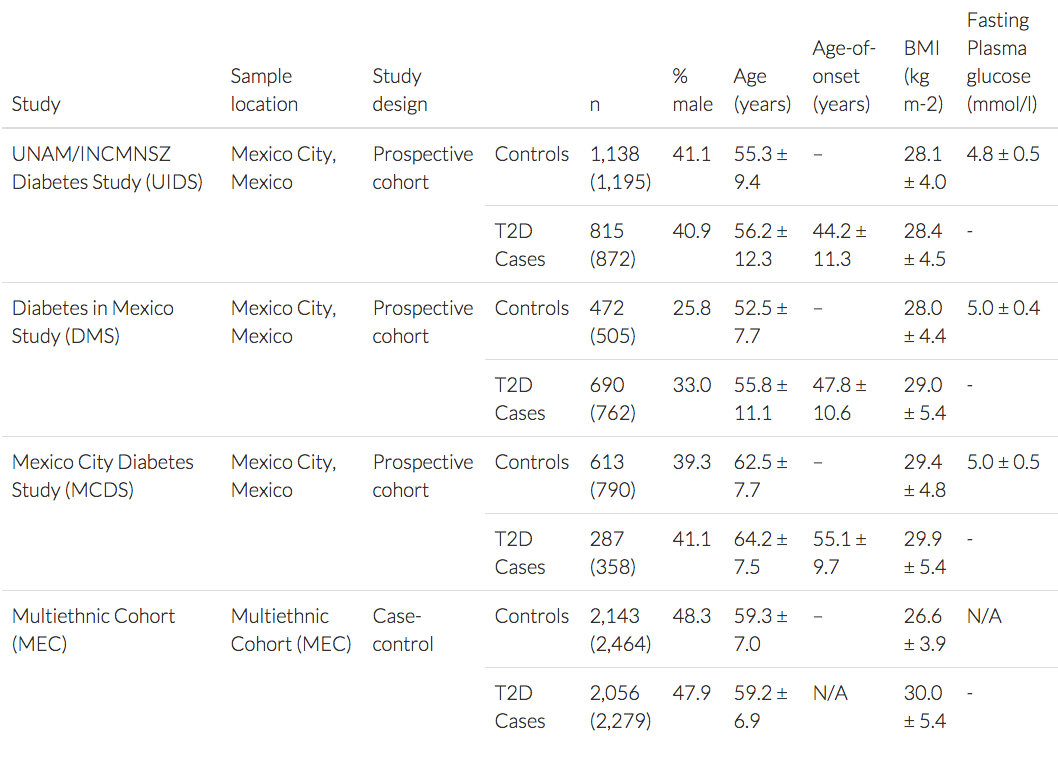 Study Sample location Study design n % male Age (years) Age-of-onset (years) BMI (kg m-2) Fasting Plasma glucose (mmol/l)
UNAM/INCMNSZ Diabetes Study (UIDS) Mexico City, Mexico Prospective cohort Controls 1,138 (1,195) 41.1 55.3 ± 9.4 – 28.1 ± 4.0 4.8 ± 0.5
T2D Cases 815 (872) 40.9 56.2 ± 12.3 44.2 ± 11.3 28.4 ± 4.5 -
Diabetes in Mexico Study (DMS) Mexico City, Mexico Prospective cohort Controls 472 (505) 25.8 52.5 ± 7.7 – 28.0 ± 4.4 5.0 ± 0.4
T2D Cases 690 (762) 33.0 55.8 ± 11.1 47.8 ± 10.6 29.0 ± 5.4 -
Mexico City Diabetes Study (MCDS) Mexico City, Mexico Prospective cohort Controls 613 (790) 39.3 62.5 ± 7.7 – 29.4 ± 4.8 5.0 ± 0.5
T2D Cases 287 (358) 41.1 64.2 ± 7.5 55.1 ± 9.7 29.9 ± 5.4 -
Multiethnic Cohort (MEC) Multiethnic Cohort (MEC) Case-control Controls 2,143 (2,464) 48.3 59.3 ± 7.0 – 26.6 ± 3.9 N/A
T2D Cases 2,056 (2,279) 47.9 59.2 ± 6.9 N/A 30.0 ± 5.4 -